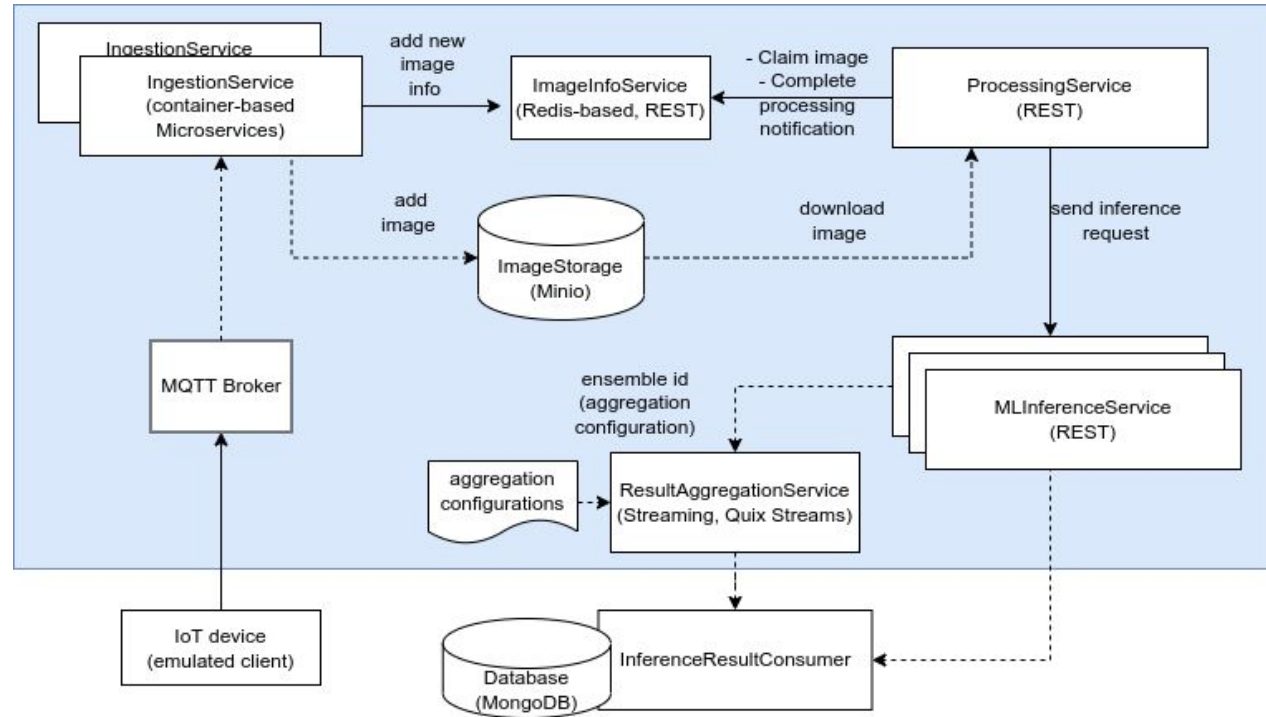 IngestionService
IngestionService
(container-based
Microservices)
add new
image
info
ImageInfoService
(Redis-based, REST)
- Claim image
- Complete
processing
notification
ProcessingService
(REST)
add
image
ImageStorage
(Minio)
download
image
send inference
request
MQTT Broker
ensemble id
(aggregation
configuration)
MLInferenceService
(REST)
aggregation
configurations
ResultAggregationService
(Streaming, Quix Streams)
IoT device
(emulated client)
Database
(MongoDB)
InferenceResultConsumer